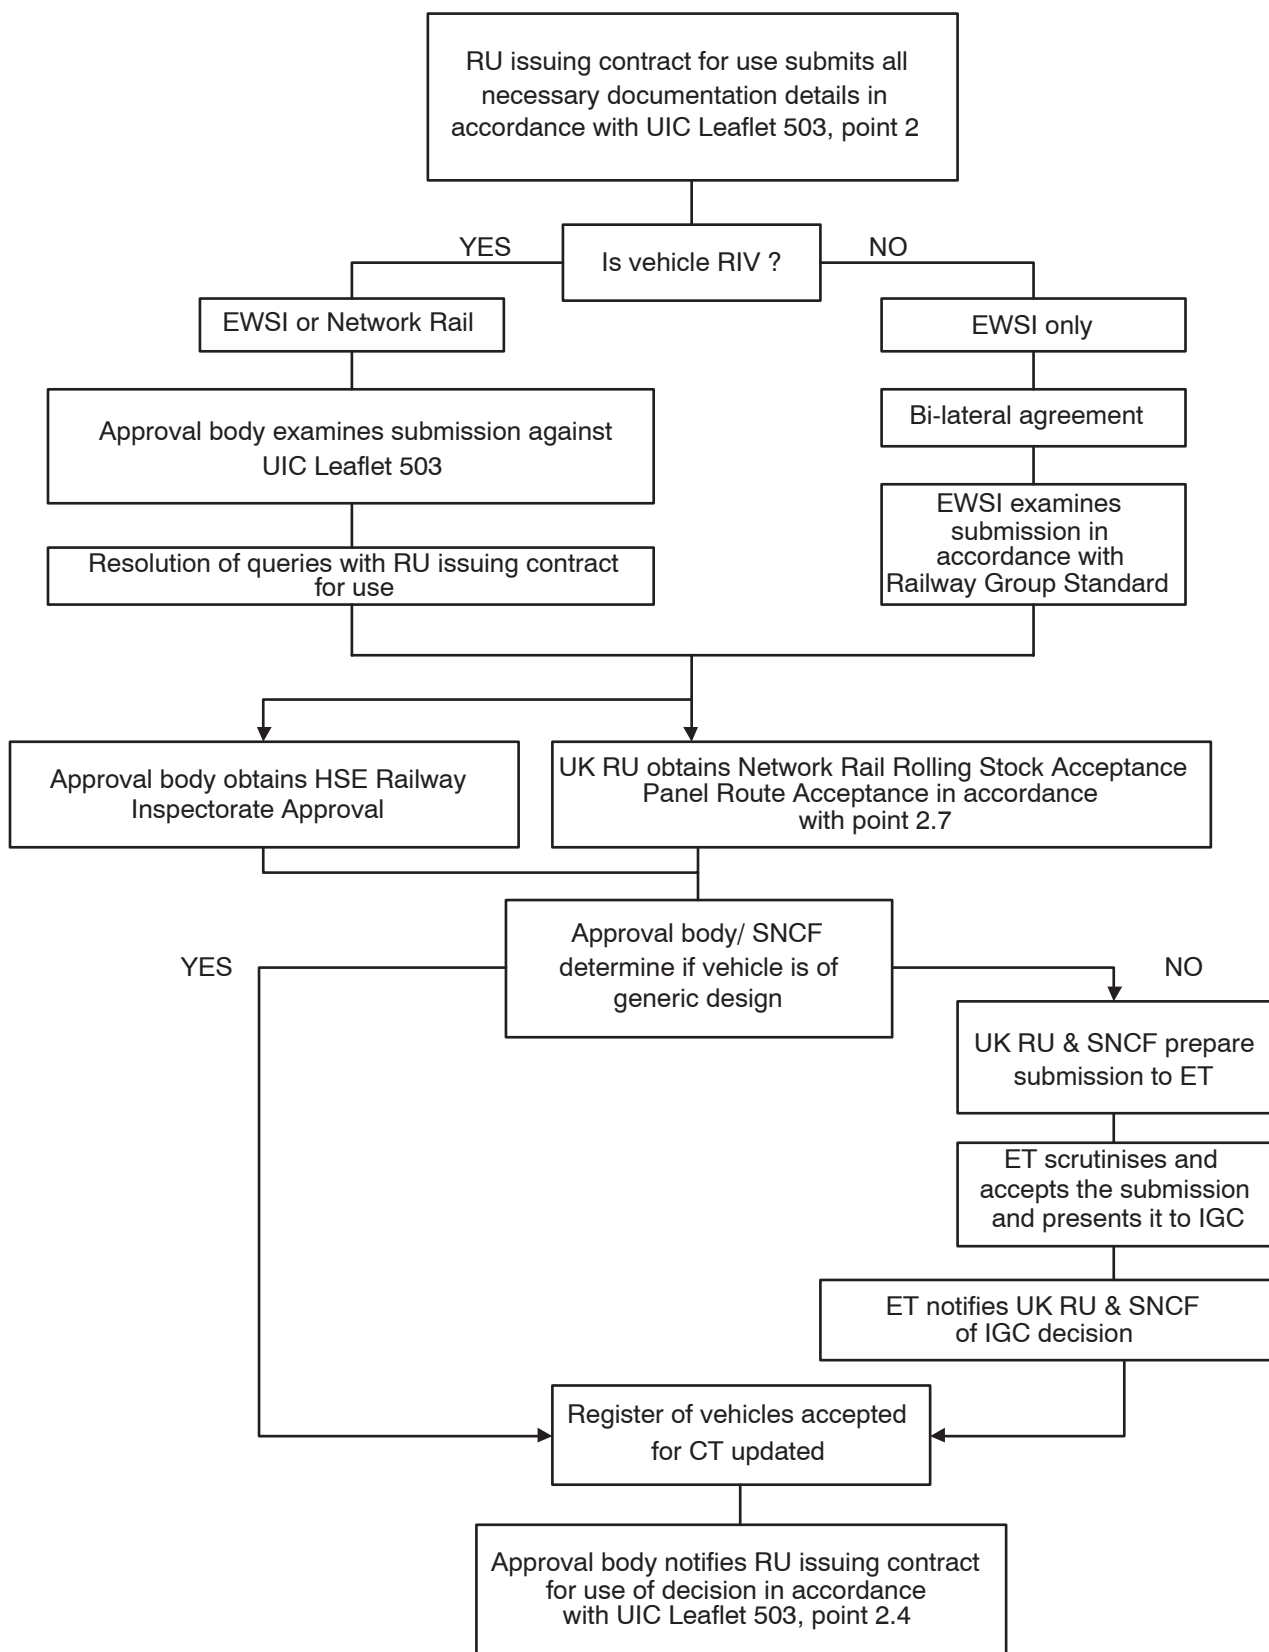 RU issuing contract for use submits all
necessary documentation details in
accordance with UIC Leaflet 503, point 2
YES
Is vehicle RIV ?
NO
EWSI or Network Rail
EWSI only
Approval body examines submission against
UIC Leaflet 503
Bi-lateral agreement
Resolution of queries with RU issuing contract
for use
EWSI examines
submission in
accordance with
Railway Group Standard
Approval body obtains HSE Railway
Inspectorate Approval
UK RU obtains Network Rail Rolling Stock Acceptance
Panel Route Acceptance in accordance
with point 2.7
YES
Approval body/ SNCF
determine if vehicle is of
generic design
NO
UK RU & SNCF prepare
submission to ET
ET scrutinises and
accepts the submission
and presents it to IGC
ET notifies UK RU & SNCF
of IGC decision
Register of vehicles accepted
for CT updated
Approval body notifies RU issuing contract
for use of decision in accordance
with UIC Leaflet 503, point 2.4